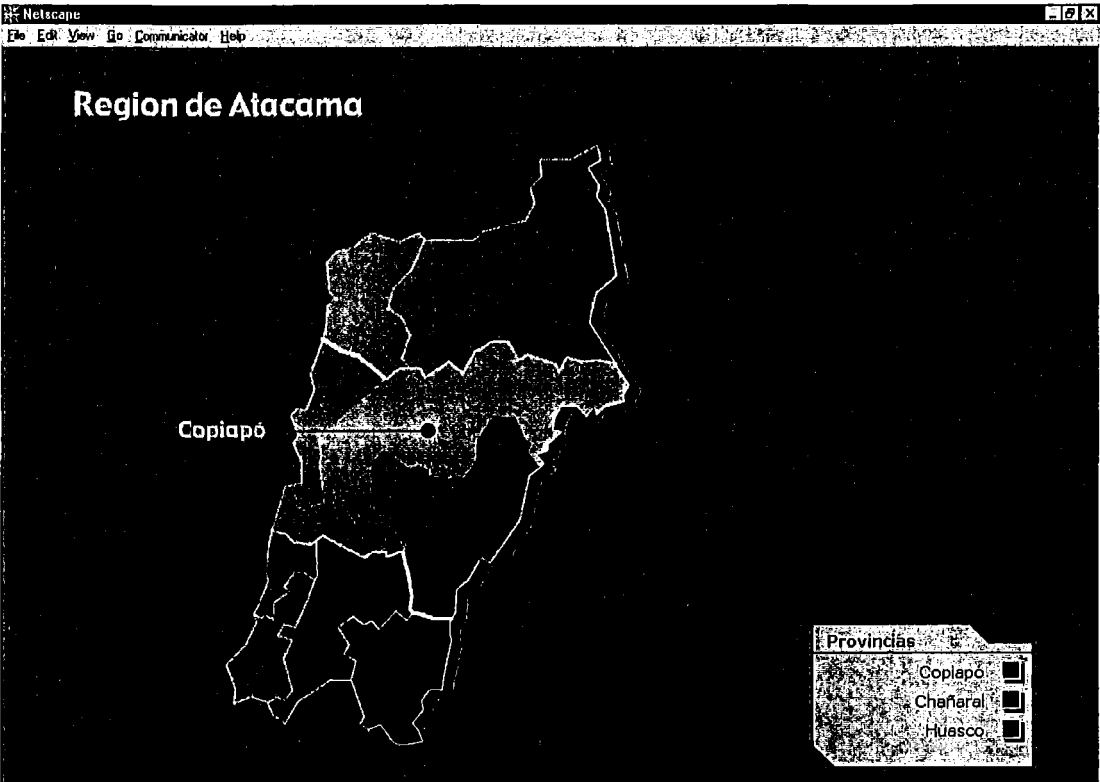 Netscape
File Edit View Go Communicator Help
Region de Atacama
Copiapó
Provincias
Copiapó
Chañaral
Huasco